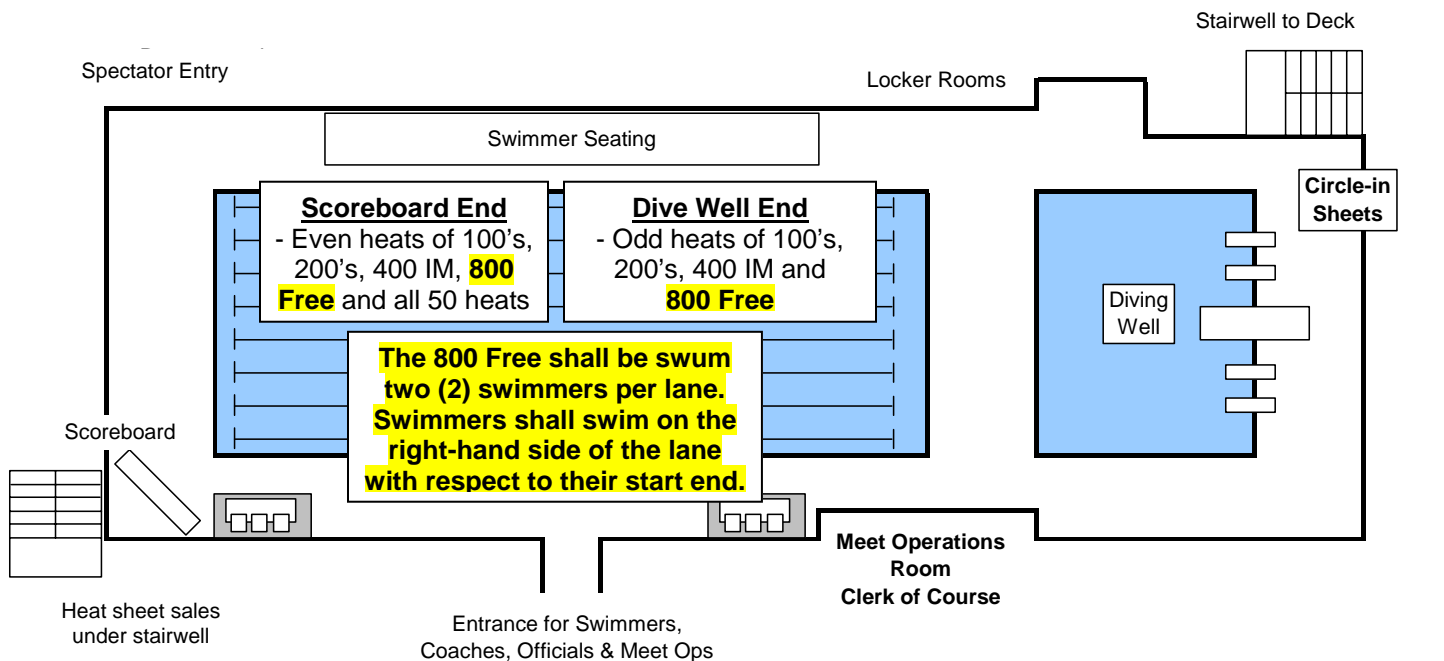 Stairwell to Deck
Spectator Entry
Locker Rooms
Swimmer Seating
Circle-in
Sheets
Scoreboard End
- Even heats of 100’s,
200’s, 400 IM, 800
Free and all 50 heats
Dive Well End
- Odd heats of 100’s,
200’s, 400 IM and
800 Free
Diving
Well
The 800 Free shall be swum
two (2) swimmers per lane.
Swimmers shall swim on the
right-hand side of the lane
with respect to their start end.
Scoreboard
Meet Operations
Room
Clerk of Course
Heat sheet sales
under stairwell
Entrance for Swimmers,
Coaches, Officials & Meet Ops